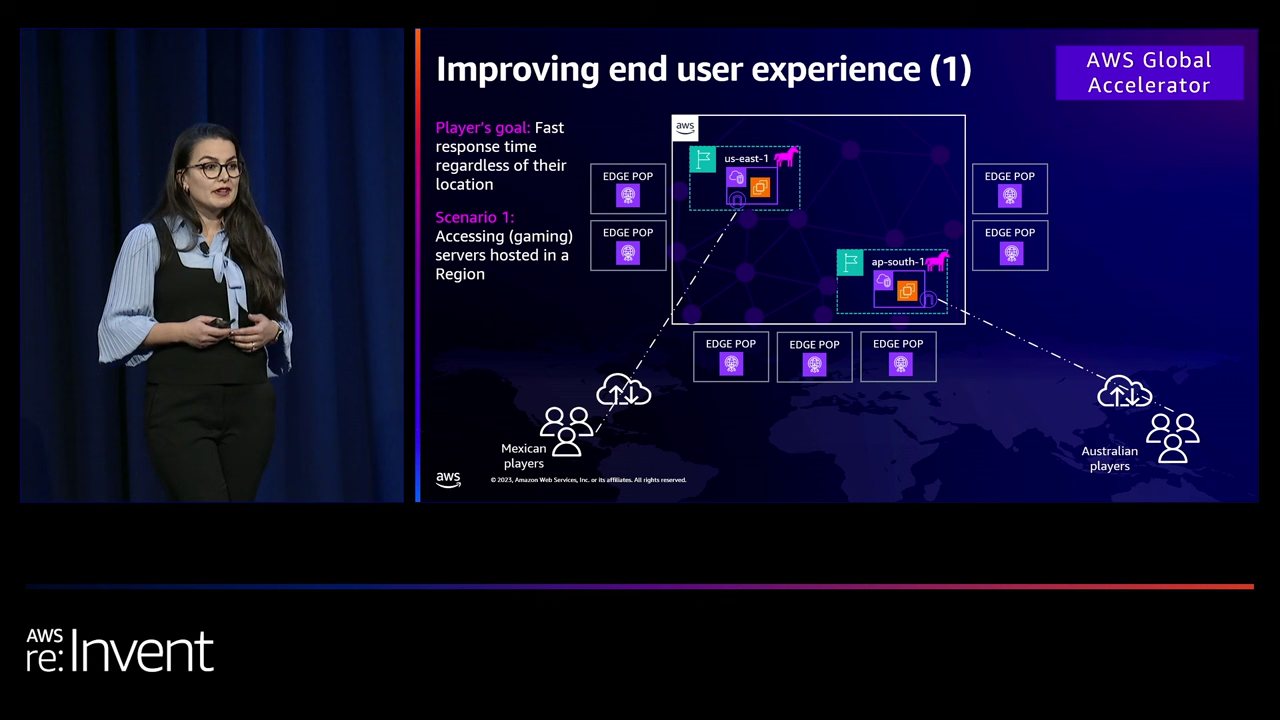 Improving end user experience (1)
AWS Global
Accelerator
Player's goal: Fast
response time
regardless of their
location
Scenario 1:
Accessing (gaming)
servers hosted in a
Region
aws
us-east-1
ap-south-1
EDGE POP
EDGE POP
EDGE POP
EDGE POP
EDGE POP
EDGE POP
EDGE POP
Mexican
players
Australian
players
aws
© 2023, Amazon Web Services, Inc. or its affiliates. All rights reserved.
AWS
re:Invent